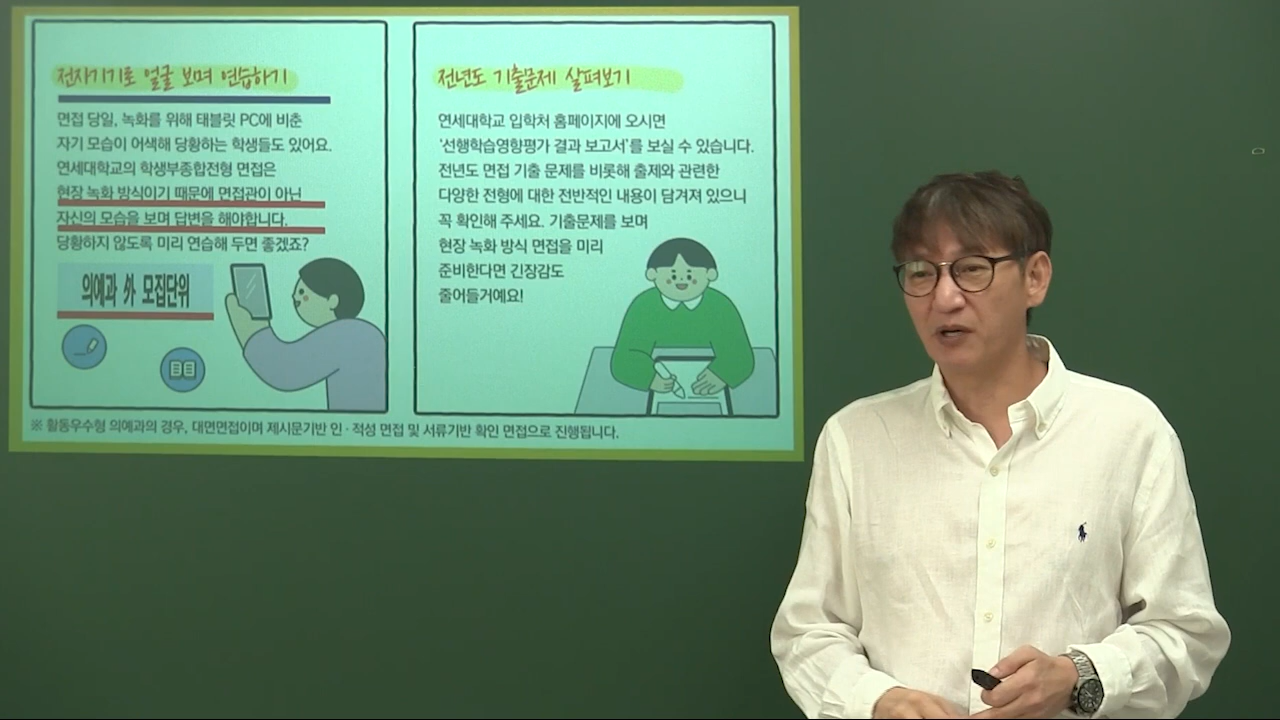 전자기기로 얼굴 보며 연습하기
면접 당일, 녹화를 위해 태블릿 PC에 비춘
자기 모습이 어색해 당황하는 학생들도 있어요.
연세대학교의 학생부종합전형 면접은
현장 녹화 방식이기 때문에 면접관이 아닌
자신의 모습을 보며 답변을 해야합니다.
당황하지 않도록 미리 연습해 두면 좋겠죠?
의예과 外 모집단위
전년도 기출문제 살펴보기
연세대학교 입학처 홈페이지에 오시면
'선행학습영향평가 결과 보고서'를 보실 수 있습니다.
전년도 면접 기출 문제를 비롯해 출제와 관련한
다양한 전형에 대한 전반적인 내용이 담겨져 있으니
꼭 확인해 주세요. 기출문제를 보며
현장 녹화 방식 면접을 미리
준비한다면 긴장감도
줄어들거예요!
※ 활동우수형 의예과의 경우, 대면면접이며 제시문기반 인·적성 면접 및 서류기반 확인 면접으로 진행됩니다.